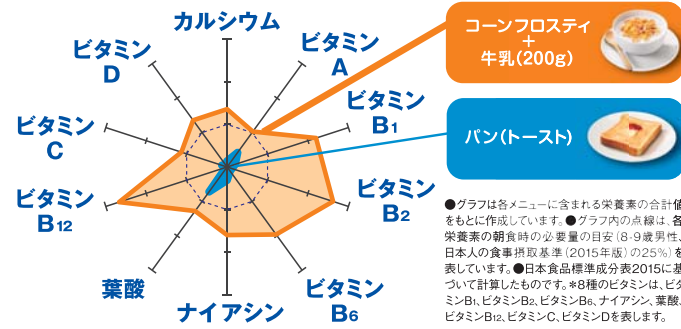 カルシウム
ビタミン
A
ビタミン
B1
ビタミン
B2
ビタミン
B6
ナイアシン
葉酸
ビタミン
B12
ビタミン
C
ビタミン
D
コーンフロスティ
+
牛乳(200g)
パン(トースト)
●グラフは各メニューに含まれる栄養素の合計値
をもとに作成しています。●グラフ内の点線は、各
栄養素の朝食時の必要量の目安(8-9歳男性、
日本人の食事摂取基準(2015年版)の25%)を
表しています。●日本食品標準成分表2015に基
づいて計算したものです。*8種のビタミンは、ビタ
ミンB1、ビタミンB2、ビタミンB6、ナイアシン、葉酸、
ビタミンB12、ビタミンC、ビタミンDを表します。